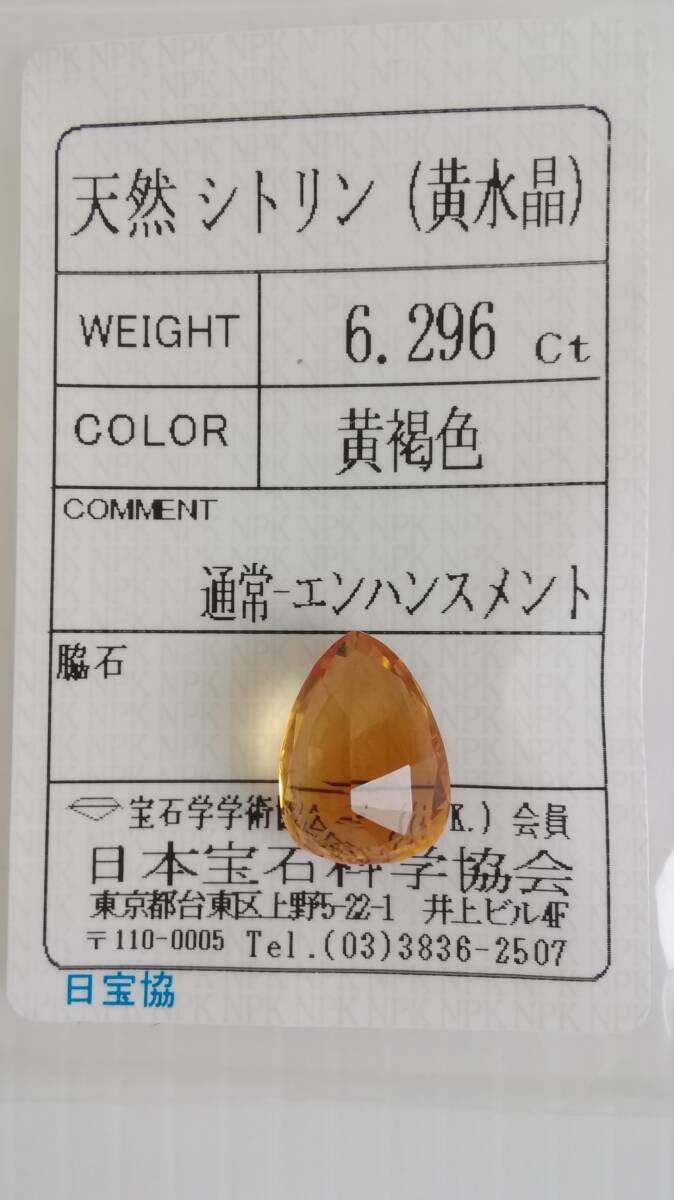 天然 シトリン (黄水晶)
WEIGHT 6.296 Ct
COLOR 黄褐色
COMMENT
通常-エンハンスメント
脇石
宝石学学術 K.) 会員
日本宝石科学協会
東京都台東区上野5-22-1 井上ビル4F
〒110-0005 Tel.(03)3836-2507
日宝協